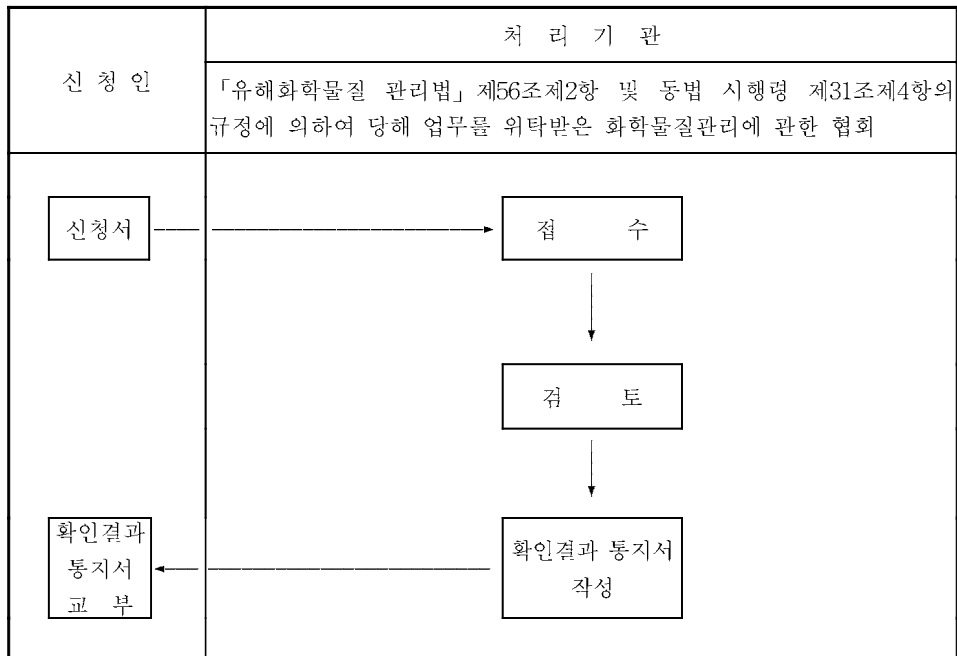 신 청 인
처 리 기 관
「유해화학물질 관리법」제56조제2항 및 동법 시행령 제31조제4항의
규정에 의하여 당해 업무를 위탁받은 화학물질관리에 관한 협회
신청서
접 수
검 토
확인결과
통지서
교 부
확인결과 통지서
작성